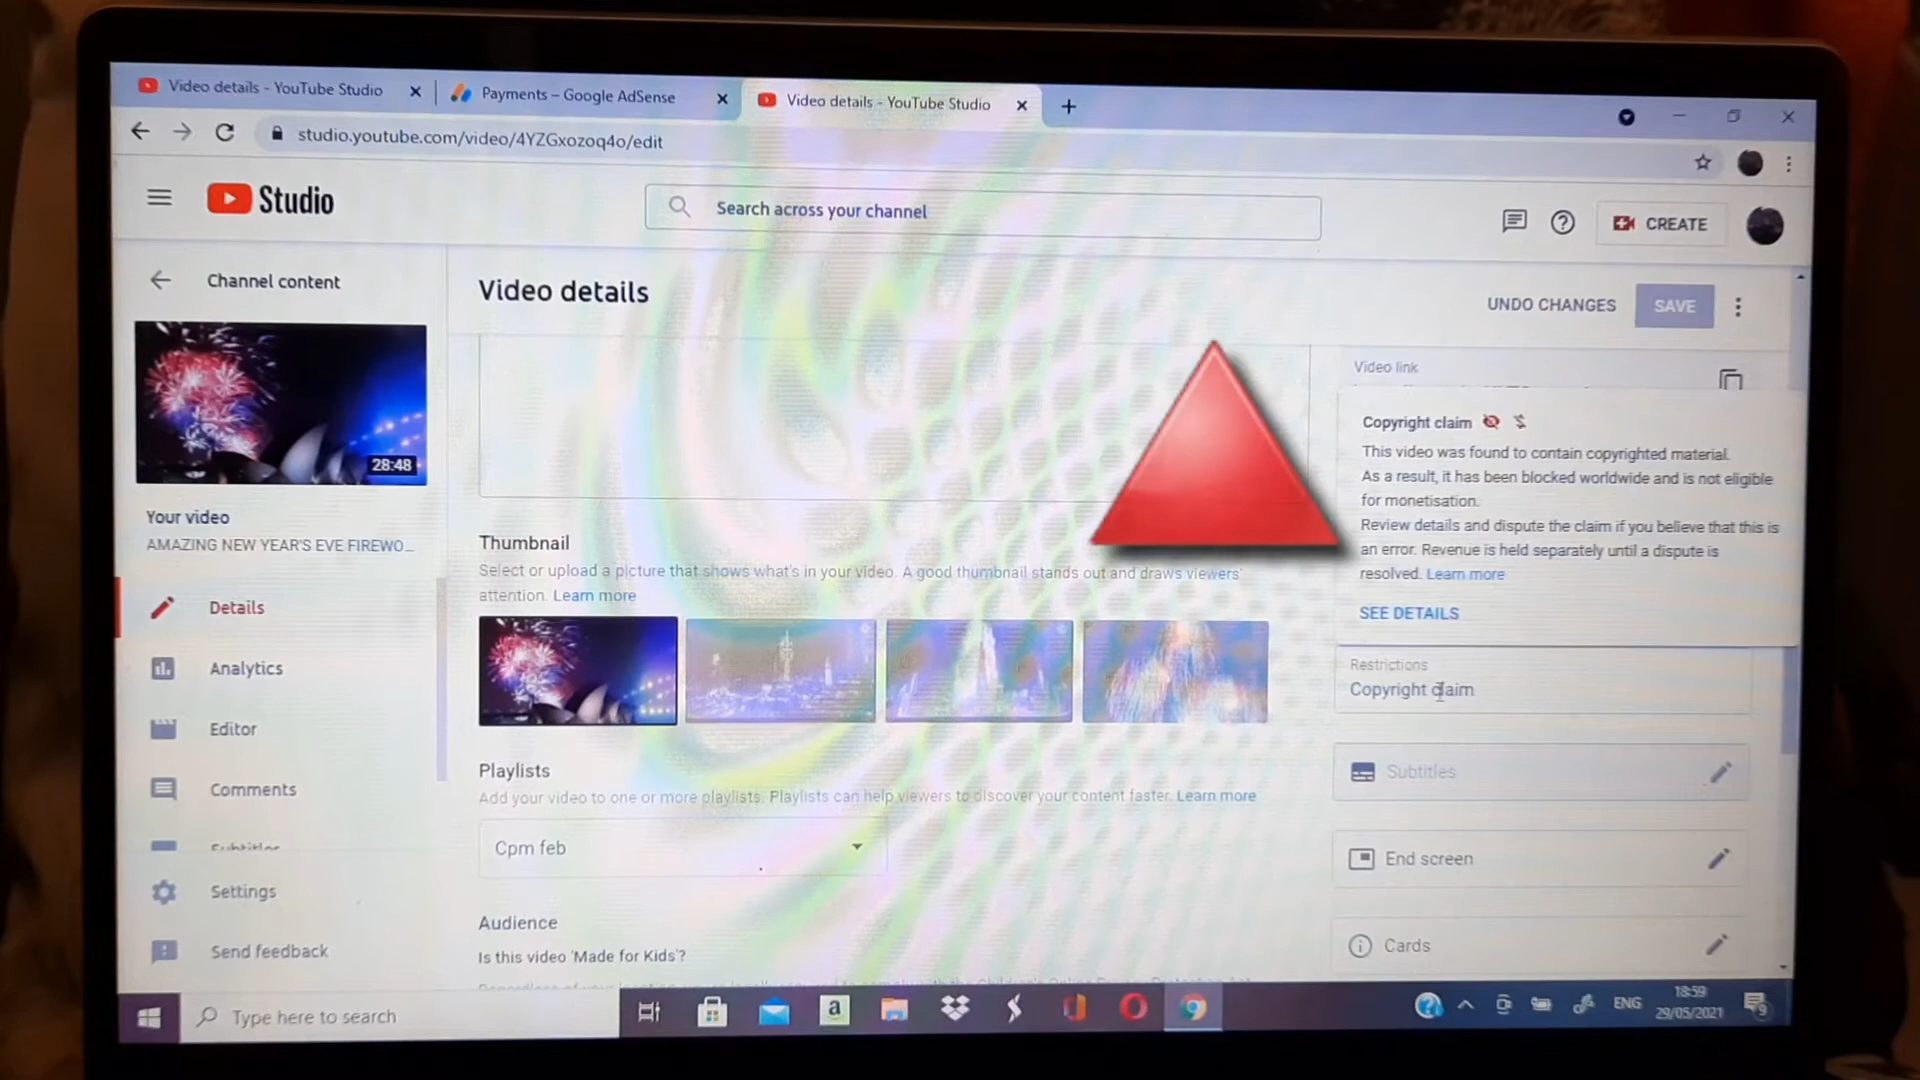 Video details - YouTube Studio
Payments – Google AdSense
Video details - YouTube Studio
studio.youtube.com/video/4YZGxozoq4o/edit
Studio
Search across your channel
CREATE
Channel content
Video details
UNDO CHANGES
SAVE
28:48
Your video
AMAZING NEW YEAR'S EVE FIREWO...
Details
Analytics
Editor
Comments
Settings
Send feedback
Thumbnail
Select or upload a picture that shows what's in your video. A good thumbnail stands out and draws viewers'
attention. Learn more
Playlists
Add your video to one or more playlists. Playlists can help viewers to discover your content faster. Learn more
Cpm feb
Audience
Is this video 'Made for Kids'?
Video link
Copyright claim
This video was found to contain copyrighted material.
As a result, it has been blocked worldwide and is not eligible
for monetisation.
Review details and dispute the claim if you believe that this is
an error. Revenue is held separately until a dispute is
resolved. Learn more
SEE DETAILS
Restrictions
Copyright claim
Subtitles
End screen
Cards
Type here to search
a
ENG
18:59
29/05/2021